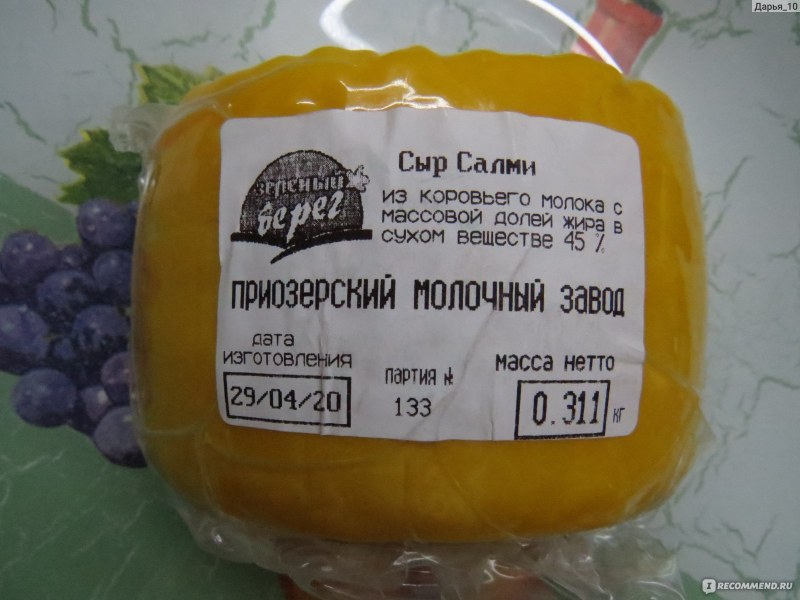 Дарья_10
зеленый
берег
Сыр Салми
из коровьего молока с
массовой долей жира в
сухом веществе 45 %
ПРИОЗЕРСКИЙ МОЛОЧНЫЙ ЗАВОД
дата
изготовления
29/04/20
партия №
133
масса нетто
0.311 кг
IRECOMMEND.RU